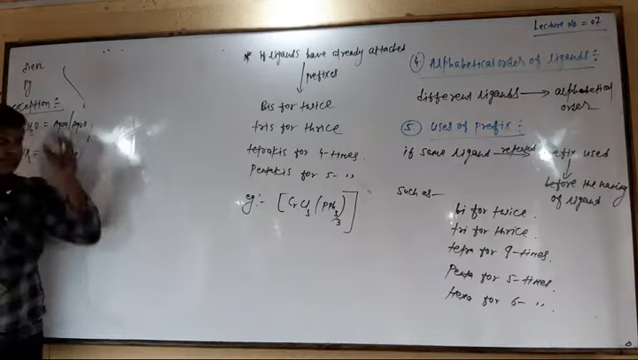 Lecture No. = 07
exception :-
H₂O = Aqua/Aquo
* if ligands have already attached
prefixes
Bis for twice
tris for thrice
tetrakis for 4-times.
Pentakis for 5- ,,
eg:- [CrCl₃(PPh₃)₃]
④ Alphabetical order of ligands :-
different ligands → alphabetical
order
⑤ Uses of prefix :-
if same ligand repeated → prefix used
before the naming
of ligand
Such as —
bi for twice.
tri for thrice.
tetra for 4-times.
Penta for 5-times.
Hexa for 6- ,,